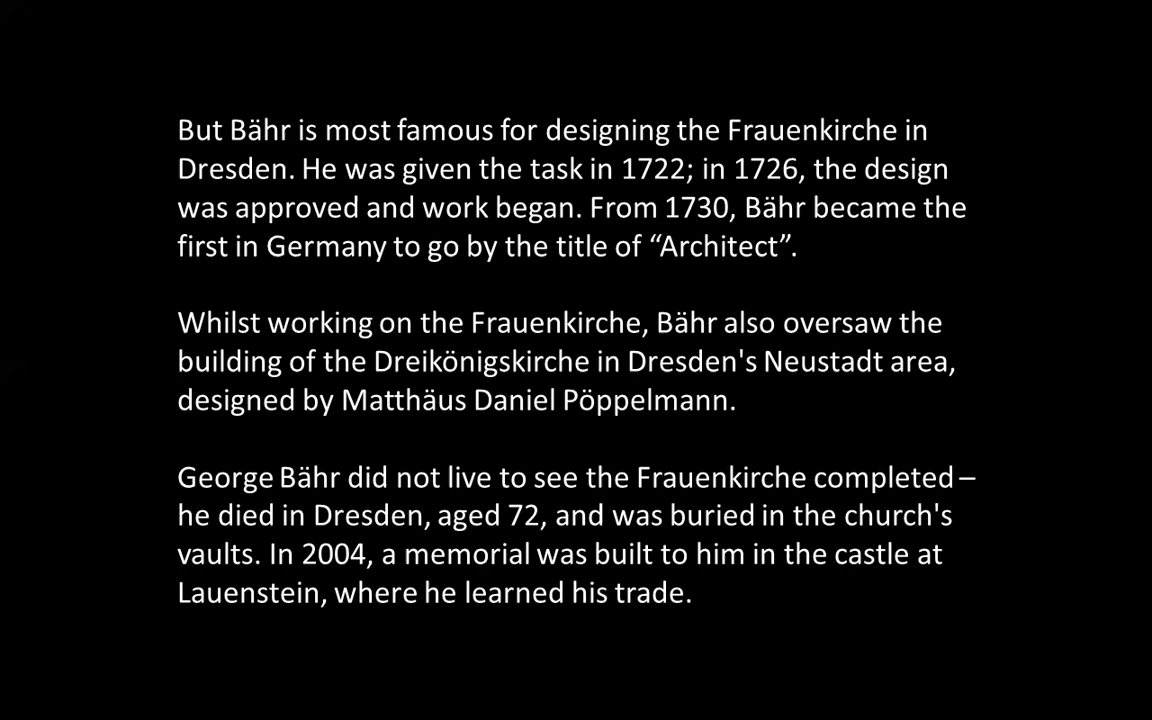 But Bähr is most famous for designing the Frauenkirche in
Dresden. He was given the task in 1722; in 1726, the design
was approved and work began. From 1730, Bähr became the
first in Germany to go by the title of “Architect”.
Whilst working on the Frauenkirche, Bähr also oversaw the
building of the Dreikönigskirche in Dresden's Neustadt area,
designed by Matthäus Daniel Pöppelmann.
George Bähr did not live to see the Frauenkirche completed –
he died in Dresden, aged 72, and was buried in the church's
vaults. In 2004, a memorial was built to him in the castle at
Lauenstein, where he learned his trade.